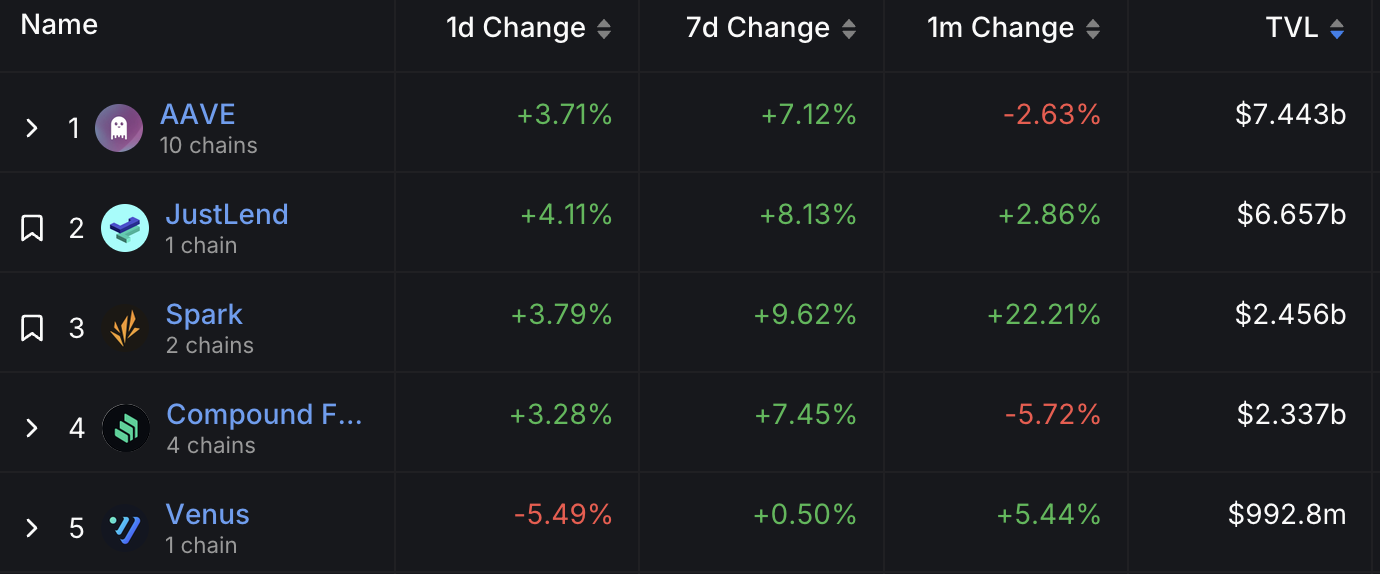 Name 1d Change 7d Change 1m Change TVL
1 AAVE +3.71% +7.12% -2.63% $7.443b
10 chains
2 JustLend +4.11% +8.13% +2.86% $6.657b
1 chain
3 Spark +3.79% +9.62% +22.21% $2.456b
2 chains
4 Compound F... +3.28% +7.45% -5.72% $2.337b
4 chains
5 Venus -5.49% +0.50% +5.44% $992.8m
1 chain